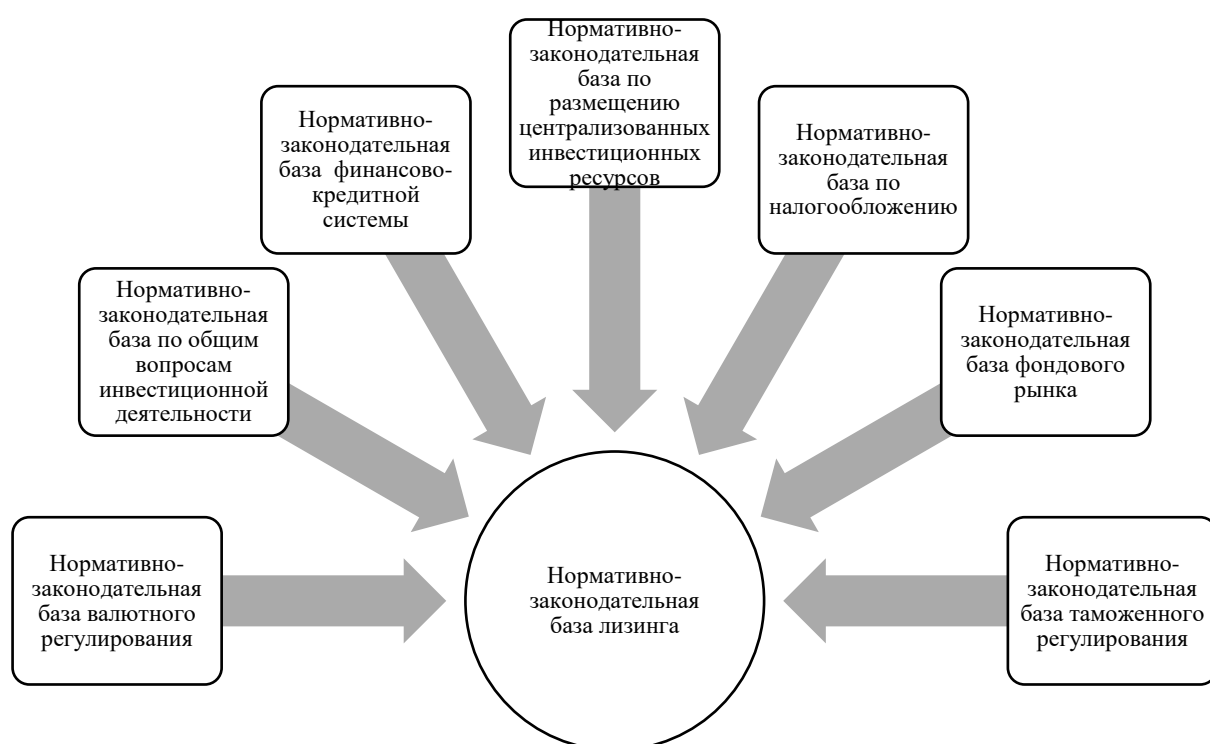 Нормативно-
законодательная
база по
размещению
централизованных
инвестиционных
ресурсов
Нормативно-
законодательная
база  финансово-
кредитной
системы
Нормативно-
законодательная
база по
налогообложению
Нормативно-
законодательная
база по общим
вопросам
инвестиционной
деятельности
Нормативно-
законодательная
база фондового
рынка
Нормативно-
законодательная
база валютного
регулирования
Нормативно-
законодательная
база лизинга
Нормативно-
законодательная
база таможенного
регулирования